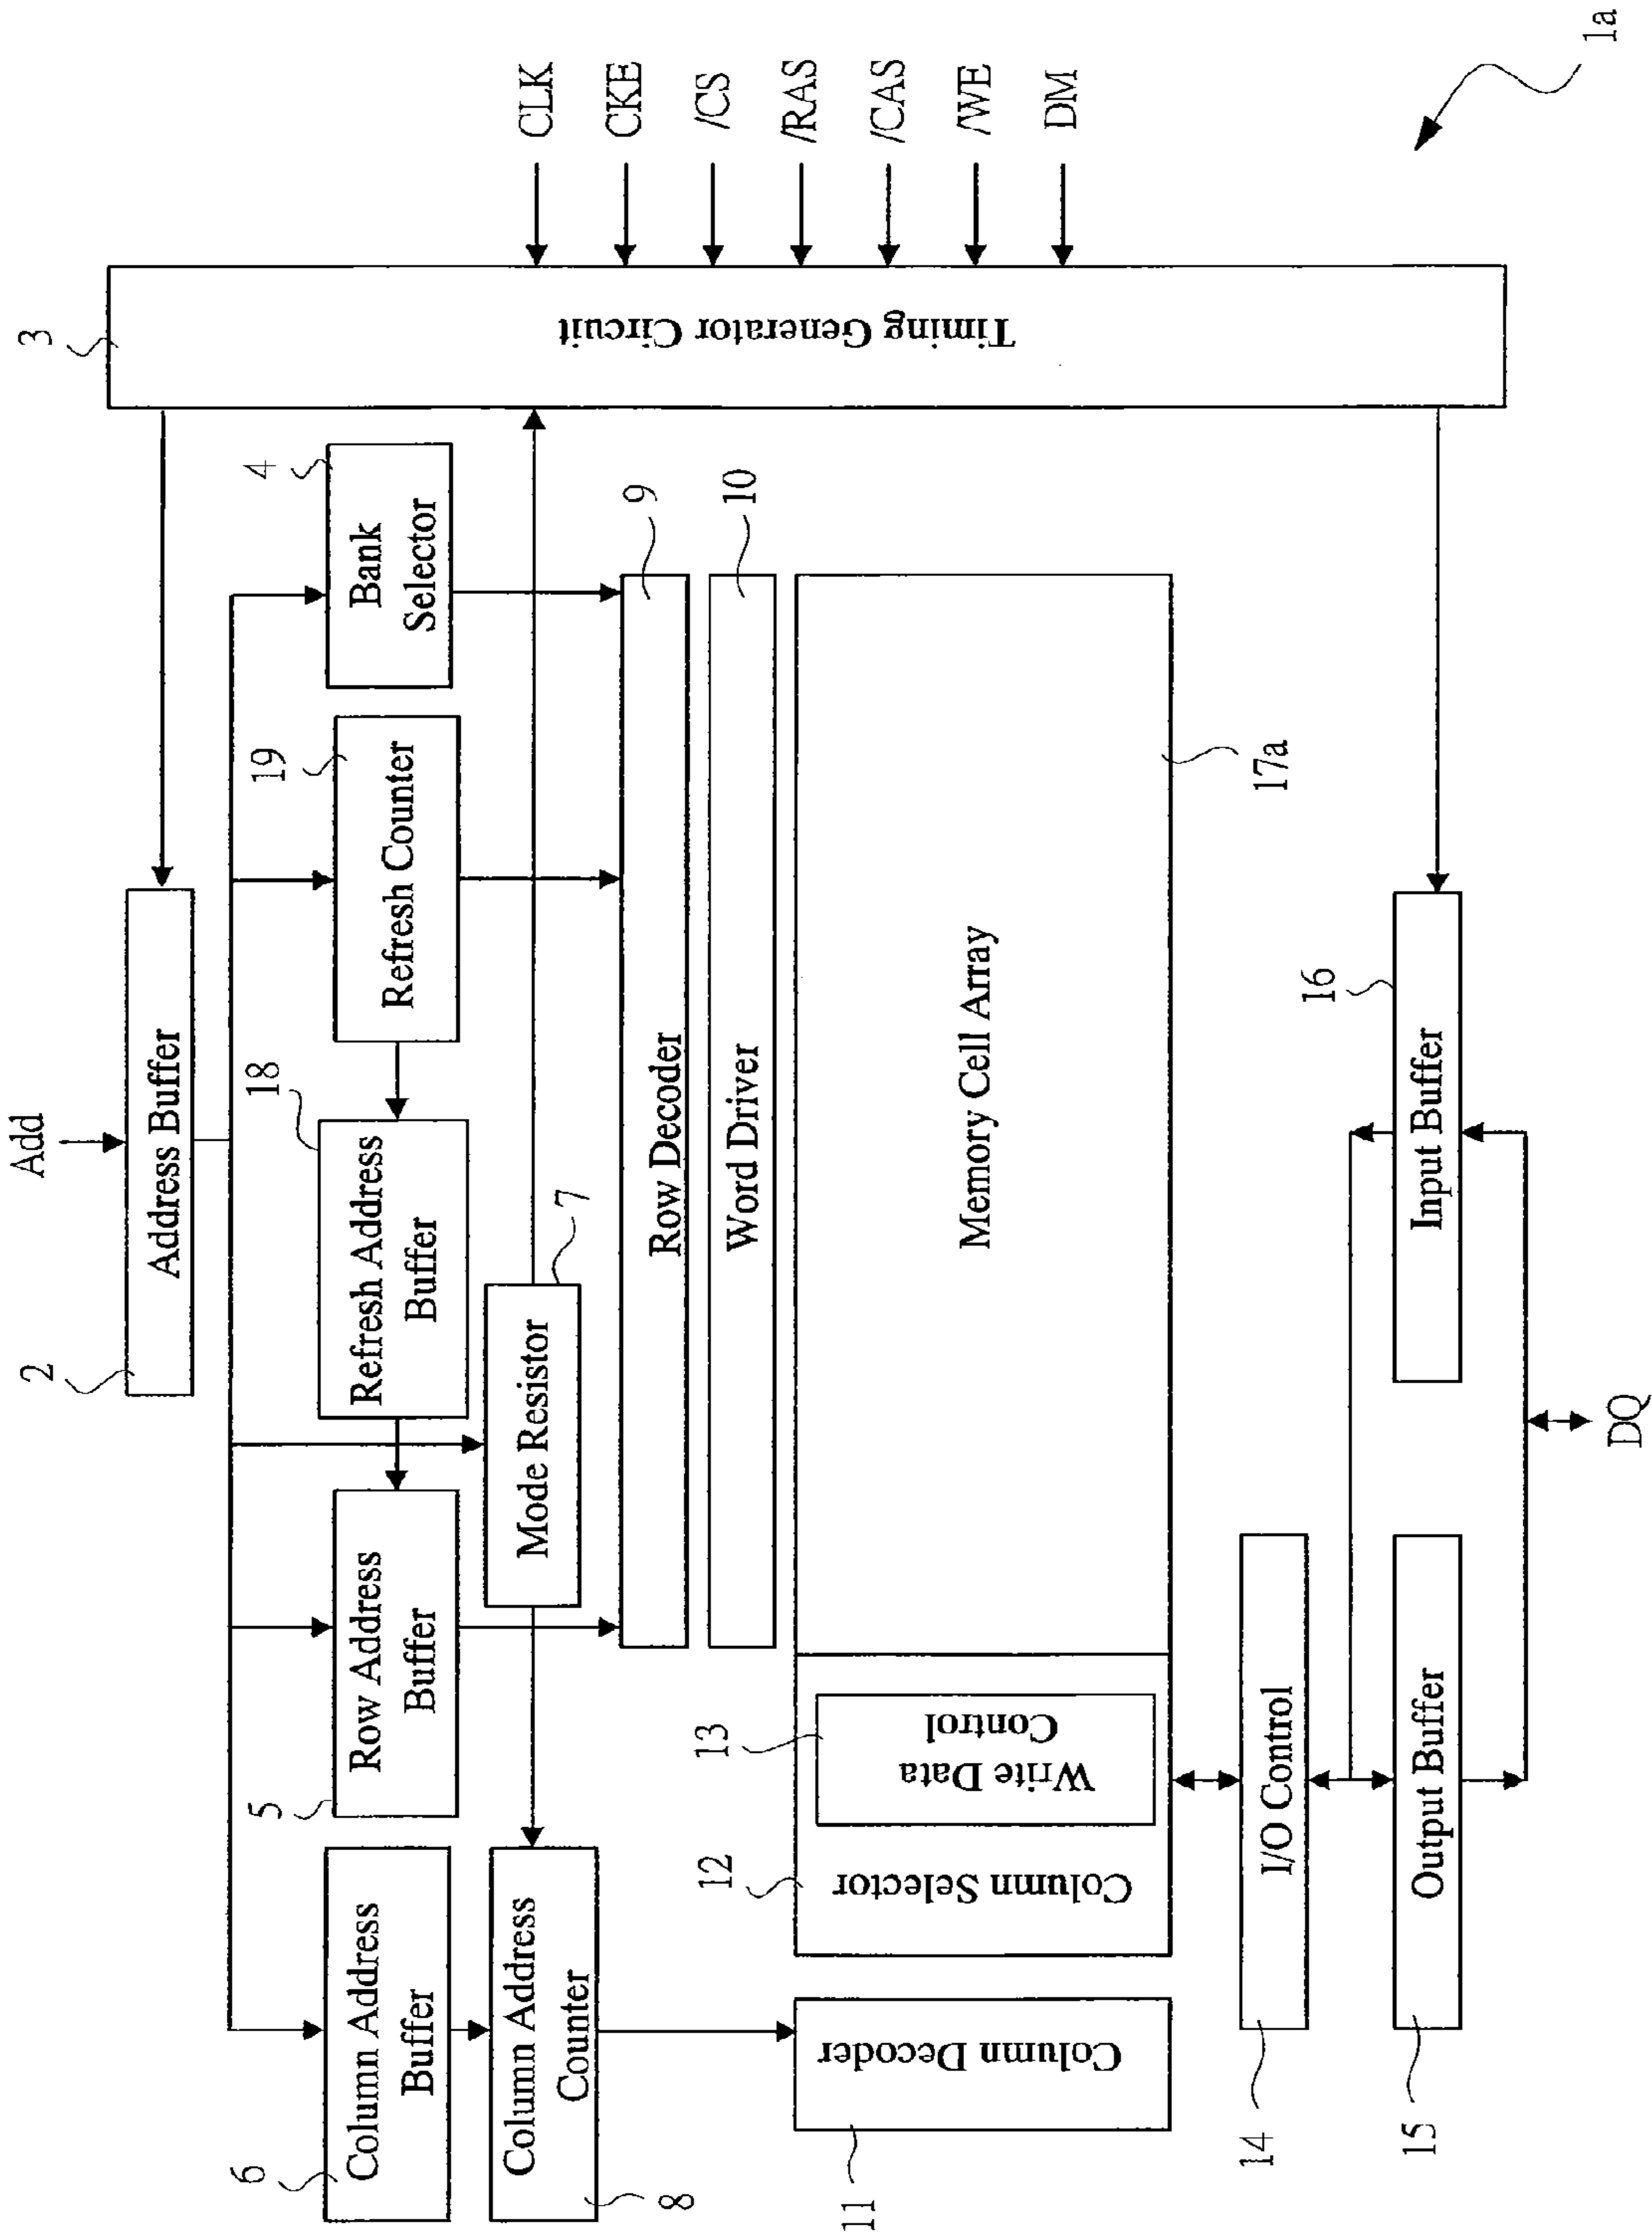 Add
2
Address Buffer
3
Timing Generator Circuit
CLK
CKE
/CS
/RAS
/CAS
/WE
DM
1a
6
Column Address
Buffer
5
Row Address
Buffer
18
Refresh Address
Buffer
19
Refresh Counter
4
Bank
Selector
8
Column Address
Counter
7
Mode Resistor
9
Row Decoder
10
Word Driver
11
Column Decoder
12
Column Selector
13
Write Data
Control
Memory Cell Array
17a
14
I/O Control
15
Output Buffer
16
Input Buffer
DQ